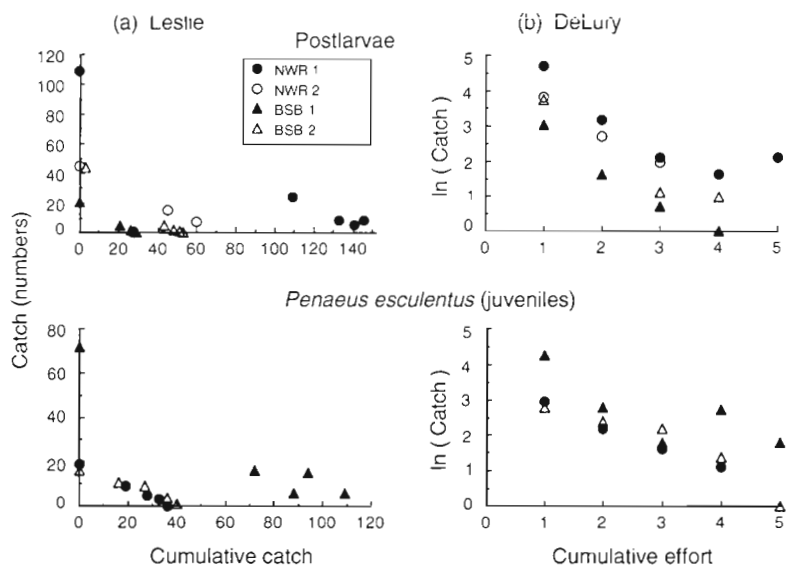 (a) Leslie
(b) DeLury
Postlarvae
NWR 1
NWR 2
BSB 1
BSB 2
120
100
80
60
40
20
0
0 20 40 60 80 100 120 140
ln ( Catch )
5
4
3
2
1
0
0 1 2 3 4 5
Catch (numbers)
Penaeus esculentus (juveniles)
80
60
40
20
0
0 20 40 60 80 100 120
Cumulative catch
ln ( Catch )
5
4
3
2
1
0
0 1 2 3 4 5
Cumulative effort